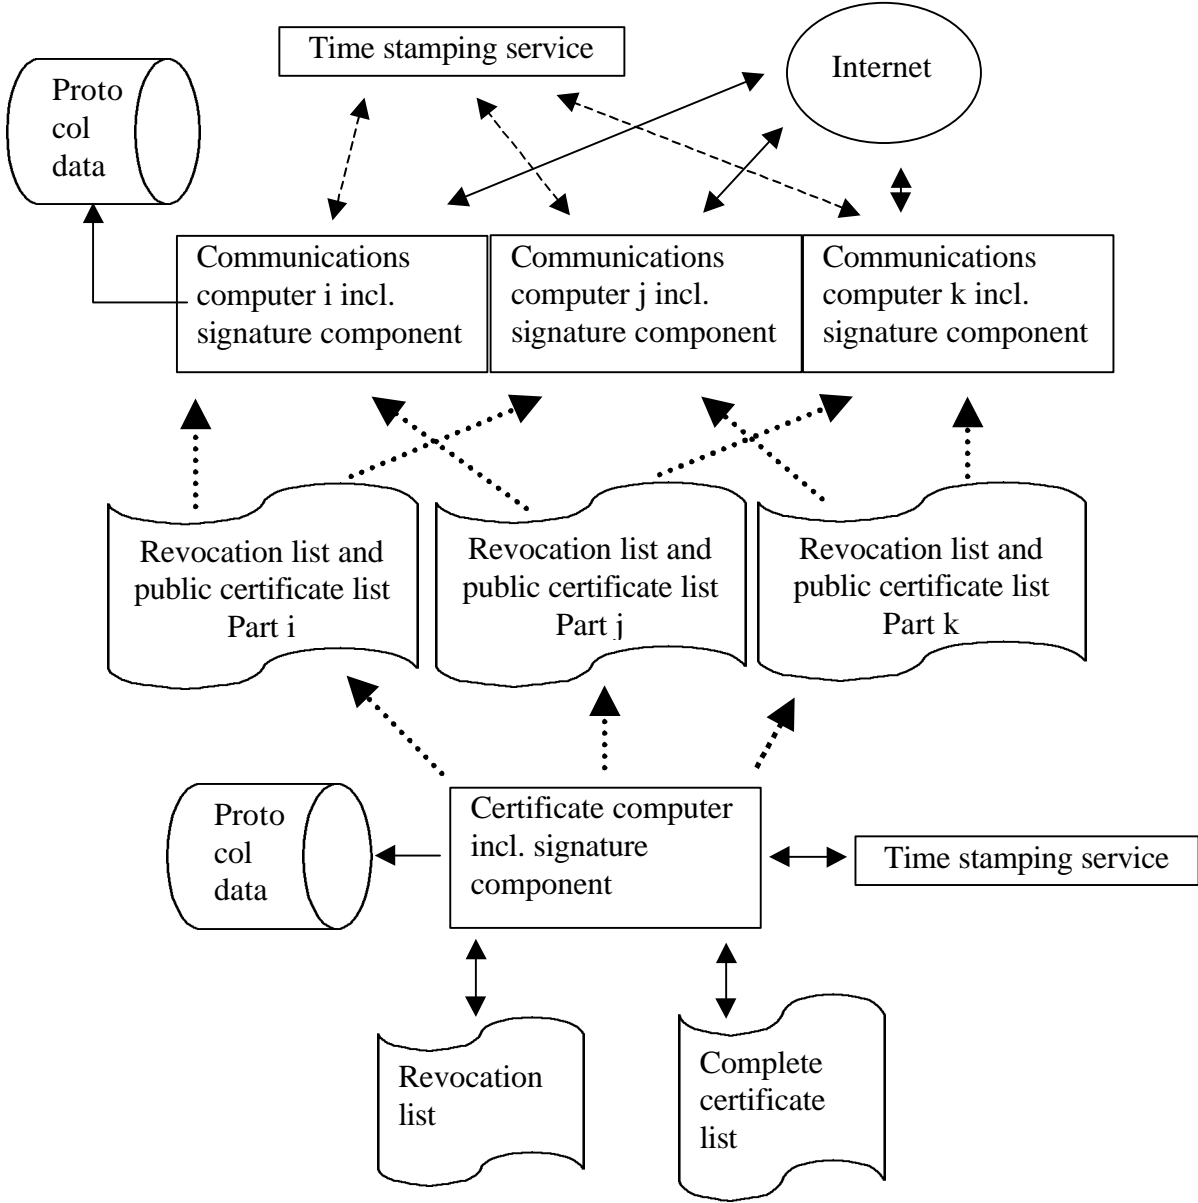 Time stamping service
Internet
Proto
col
data
Communications
computer i incl.
signature component
Communications
computer j incl.
signature component
Communications
computer k incl.
signature component
Revocation list and
public certificate list
Part i
Revocation list and
public certificate list
Part j
Revocation list and
public certificate list
Part k
Proto
col
data
Certificate computer
incl. signature
component
Time stamping service
Revocation
list
Complete
certificate
list